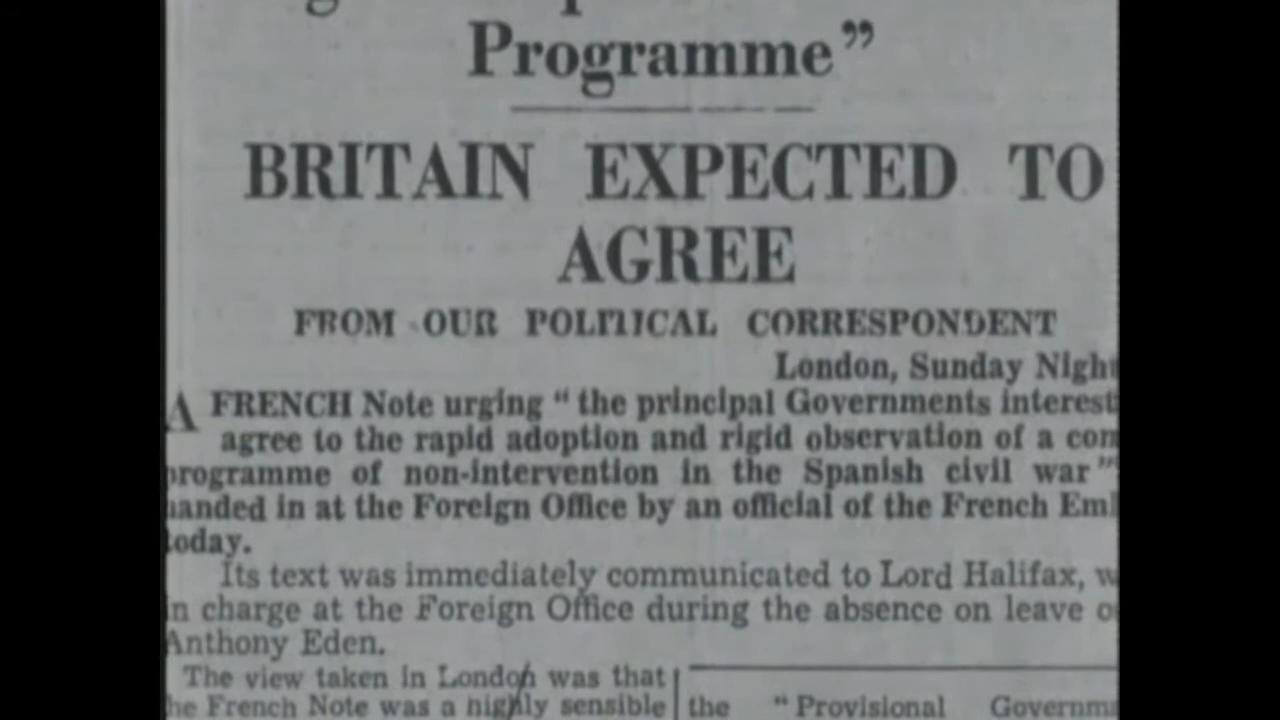 Programme”
BRITAIN EXPECTED TO
AGREE
FROM OUR POLITICAL CORRESPONDENT
London, Sunday Night
A FRENCH Note urging “ the principal Governments interest
agree to the rapid adoption and rigid observation of a com
programme of non-intervention in the Spanish civil war”
handed in at the Foreign Office by an official of the French Em
today.
Its text was immediately communicated to Lord Halifax, w
in charge at the Foreign Office during the absence on leave o
Anthony Eden.
The view taken in London was that
he French Note was a highly sensible
the “ Provisional Governm